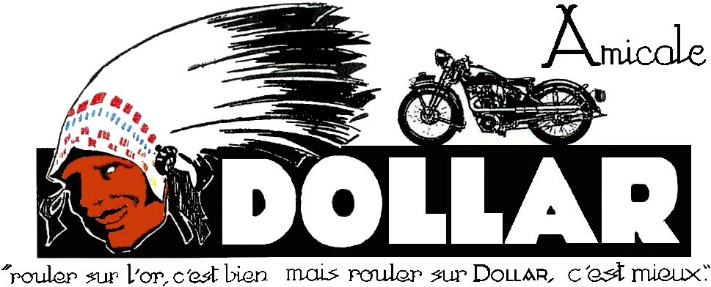 Amicale
DOLLAR
"rouler sur l'or, c'est bien mais rouler sur DOLLAR, c'est mieux."